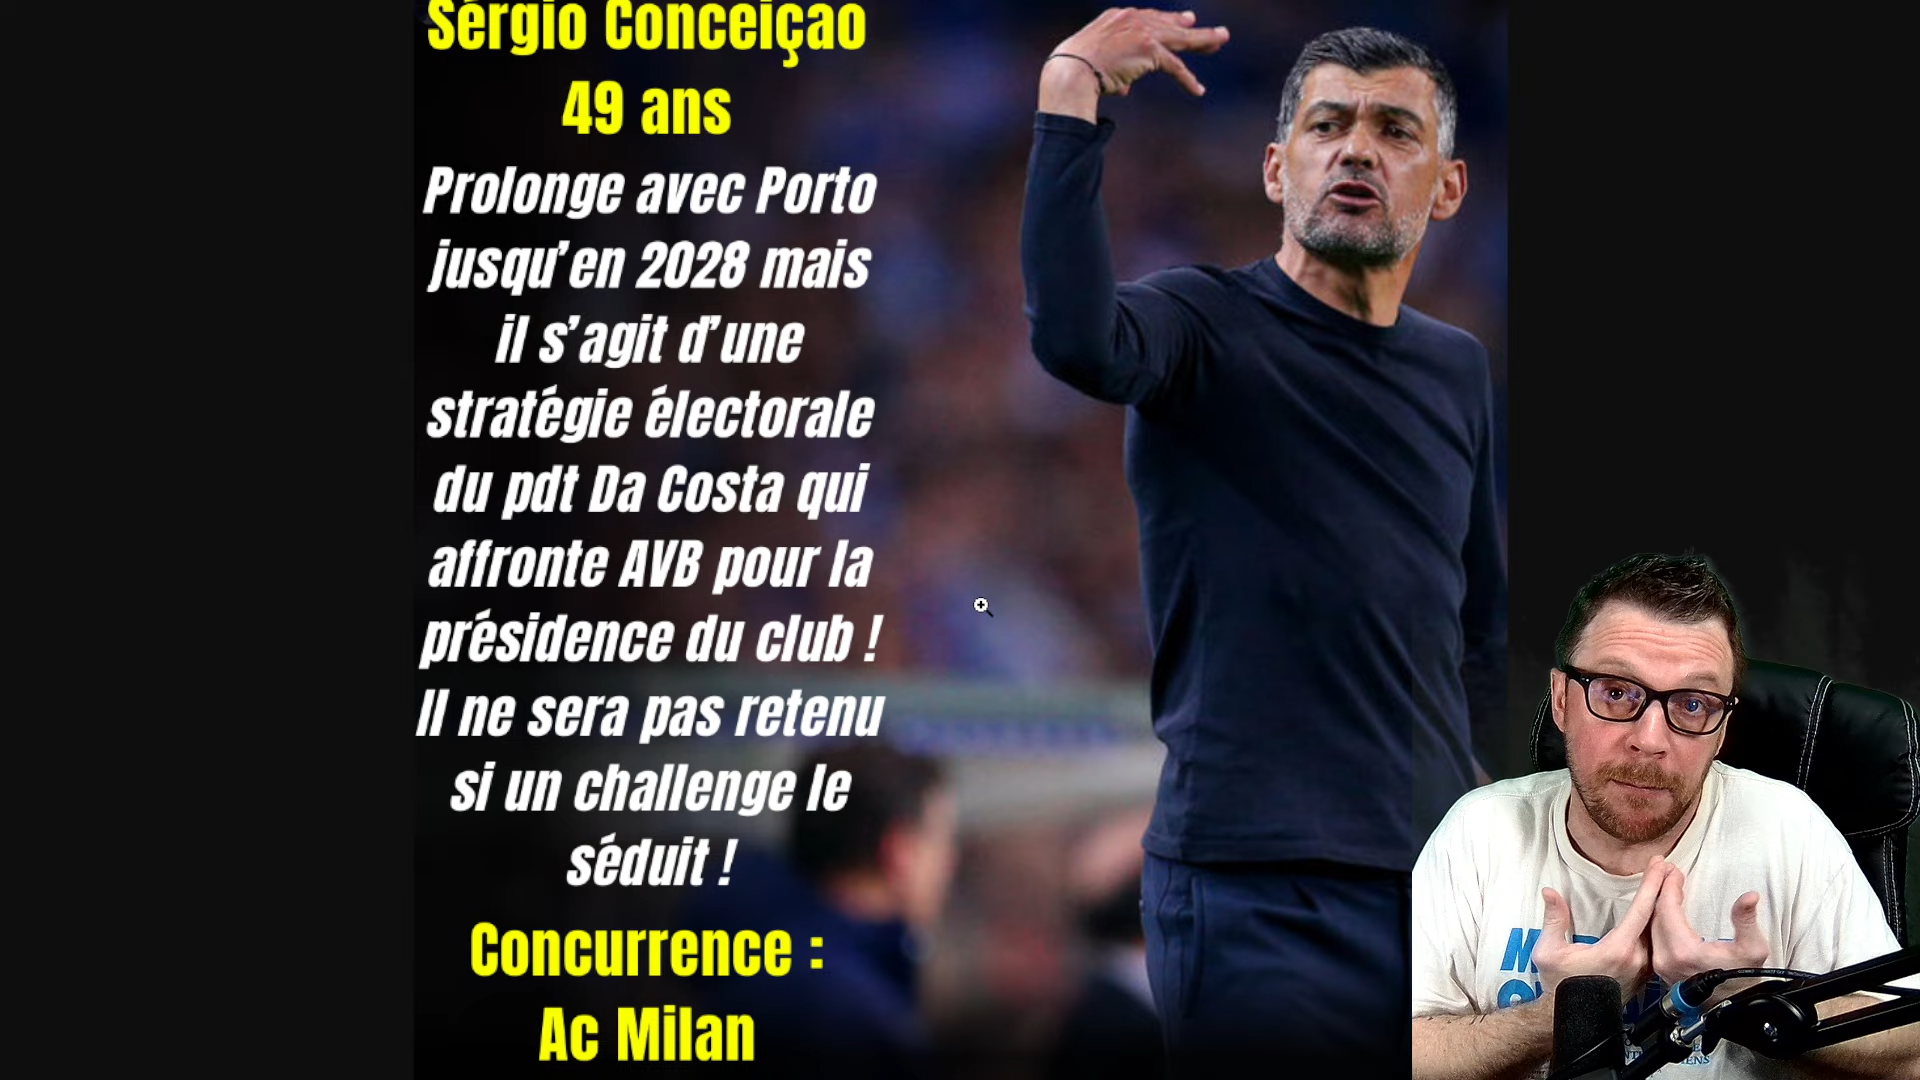 Sérgio Conceiçao
49 ans
Prolonge avec Porto
jusqu'en 2028 mais
il s'agit d'une
stratégie électorale
du pdt Da Costa qui
affronte AVB pour la
présidence du club !
Il ne sera pas retenu
si un challenge le
séduit !
Concurrence :
Ac Milan